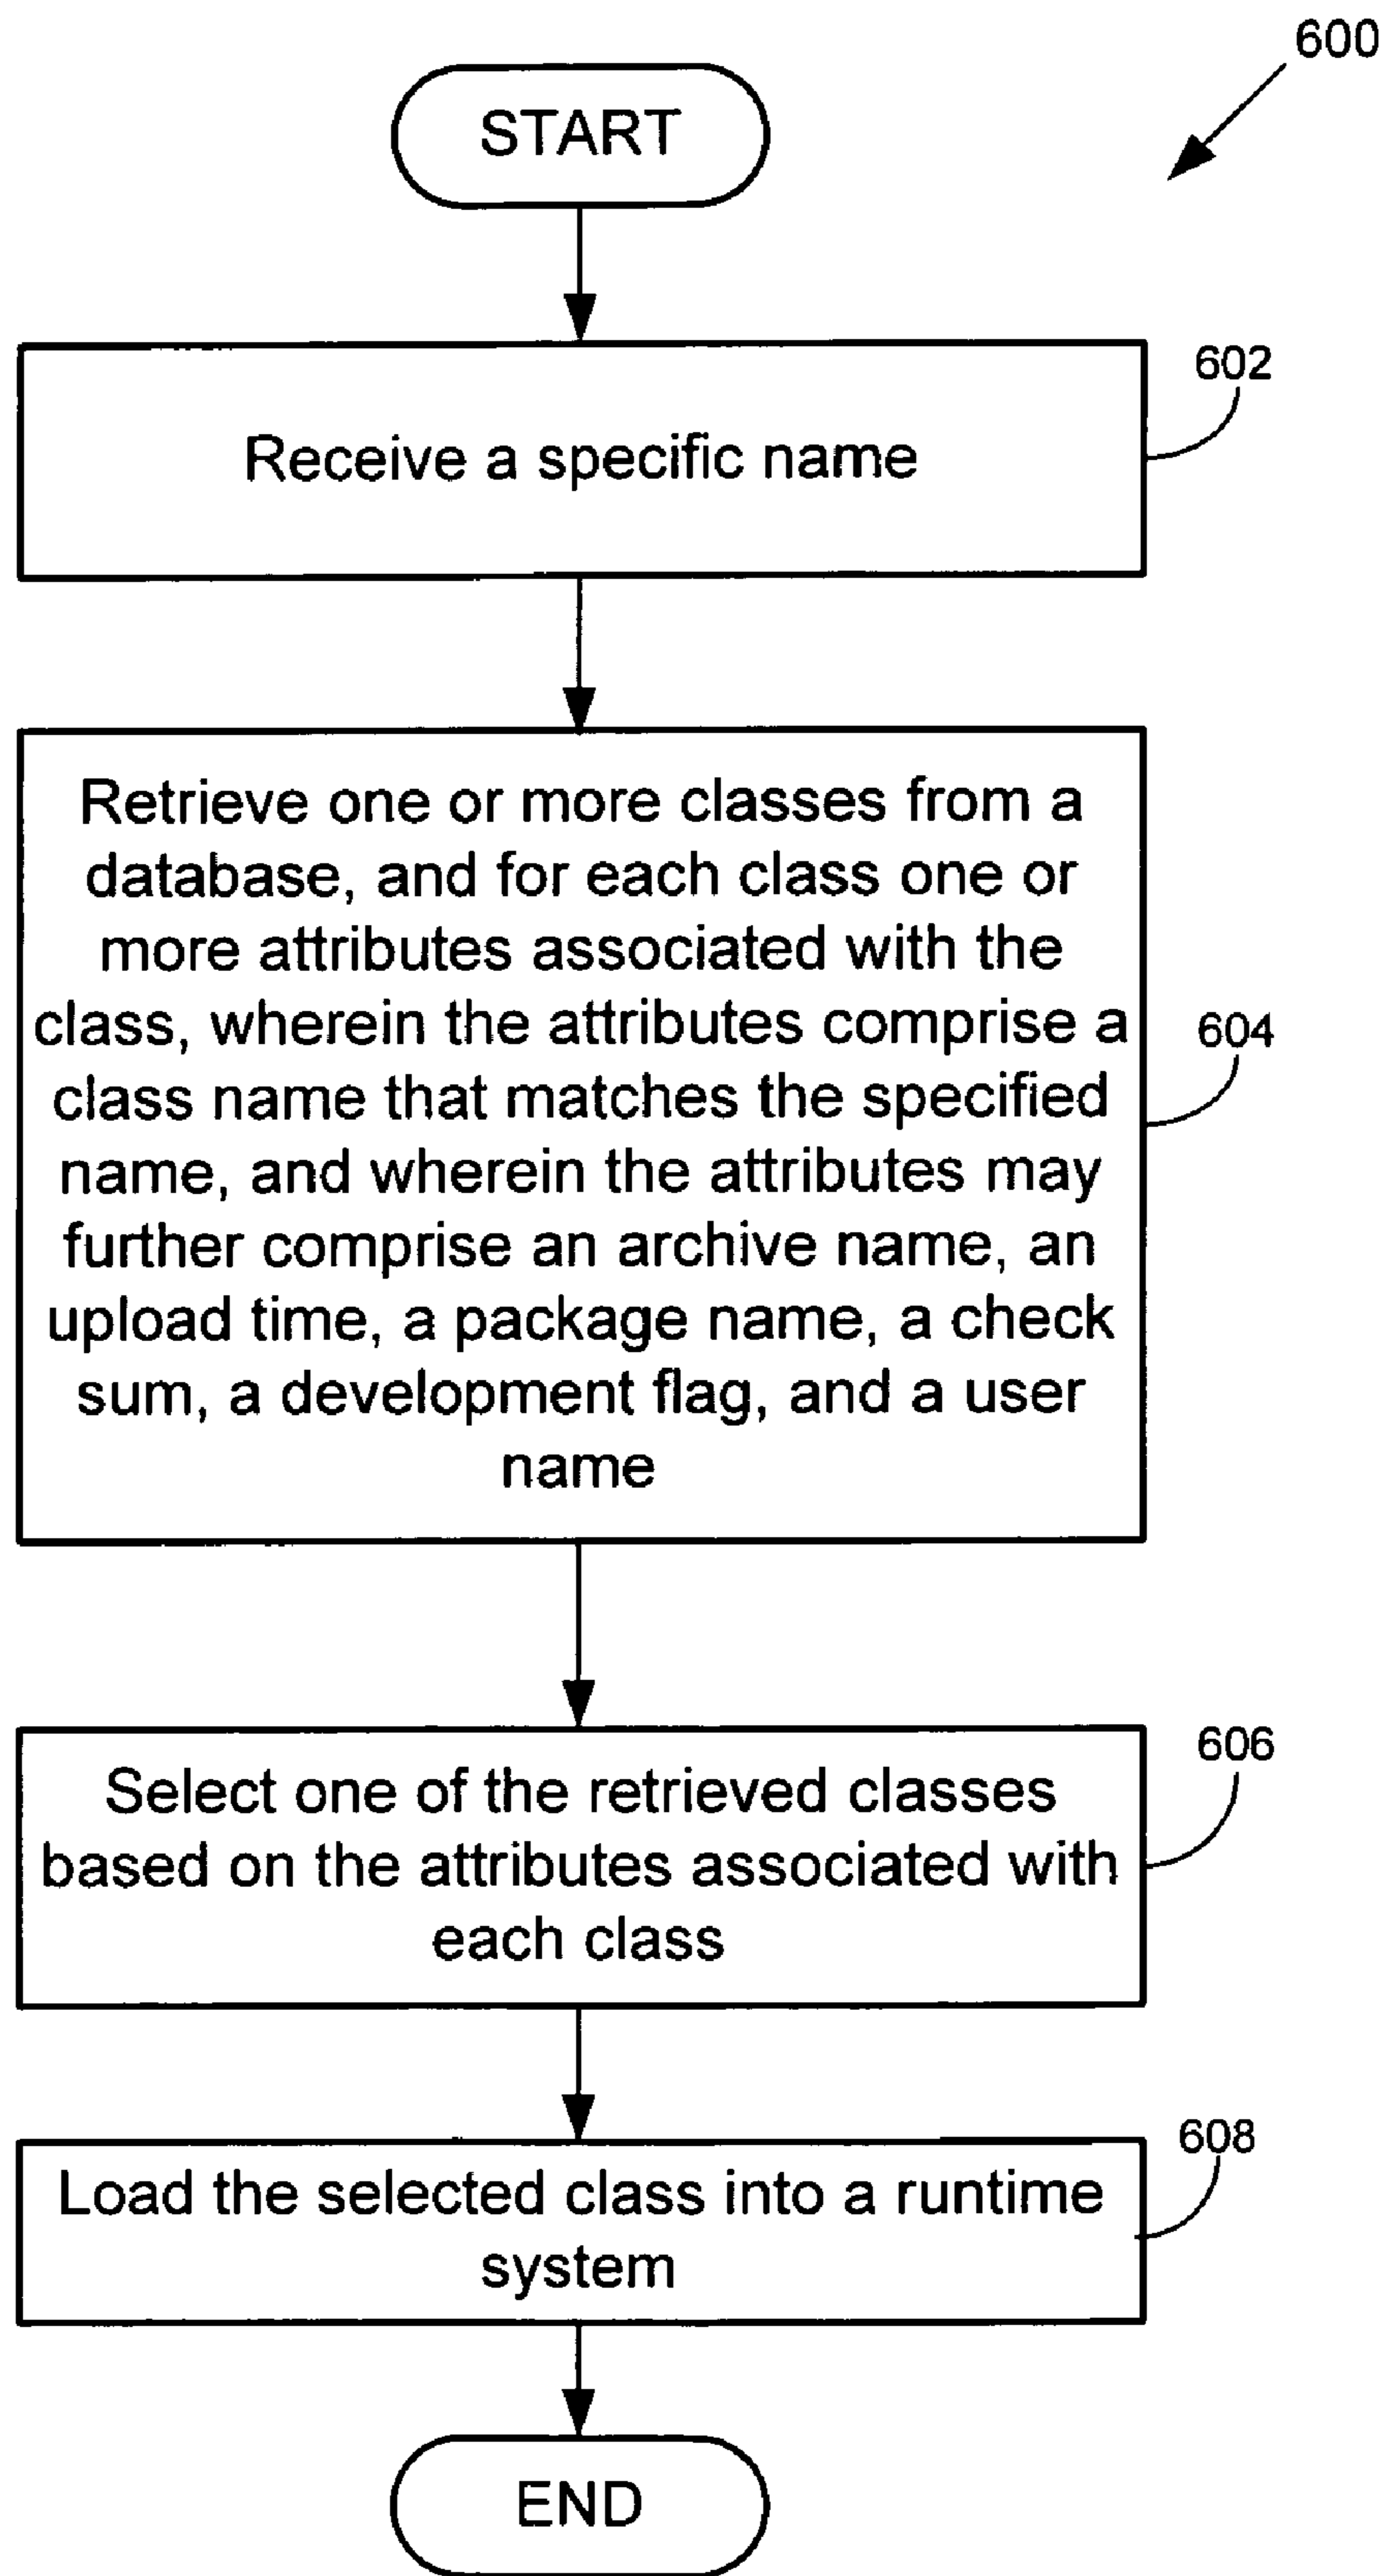 600
START
602
Receive a specific name
Retrieve one or more classes from a
database, and for each class one or
more attributes associated with the
class, wherein the attributes comprise a
604
class name that matches the specified
name, and wherein the attributes may
further comprise an archive name, an
upload time, a package name, a check
sum, a development flag, and a user
name
606
Select one of the retrieved classes
based on the attributes associated with
each class
608
Load the selected class into a runtime
system
END